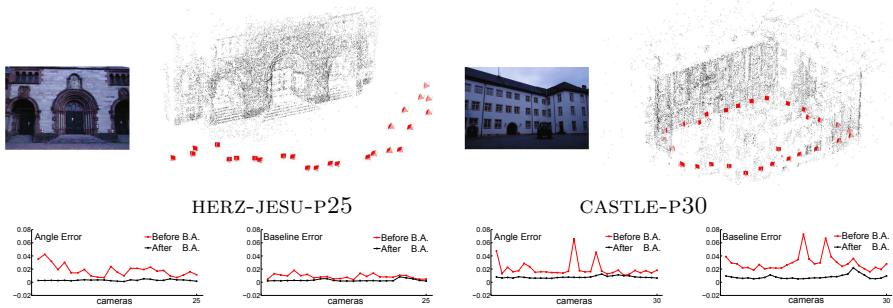 HERZ-JESU-P25
CASTLE-P30
0.08
0.06
0.04
0.02
0
−0.02
Angle Error
Before B.A.
After B.A.
cameras
25
0.08
0.06
0.04
0.02
0
−0.02
Baseline Error
Before B.A.
After B.A.
cameras
25
0.08
0.06
0.04
0.02
0
−0.02
Angle Error
Before B.A.
After B.A.
cameras
30
0.08
0.06
0.04
0.02
0
−0.02
Baseline Error
Before B.A.
After B.A.
cameras
30